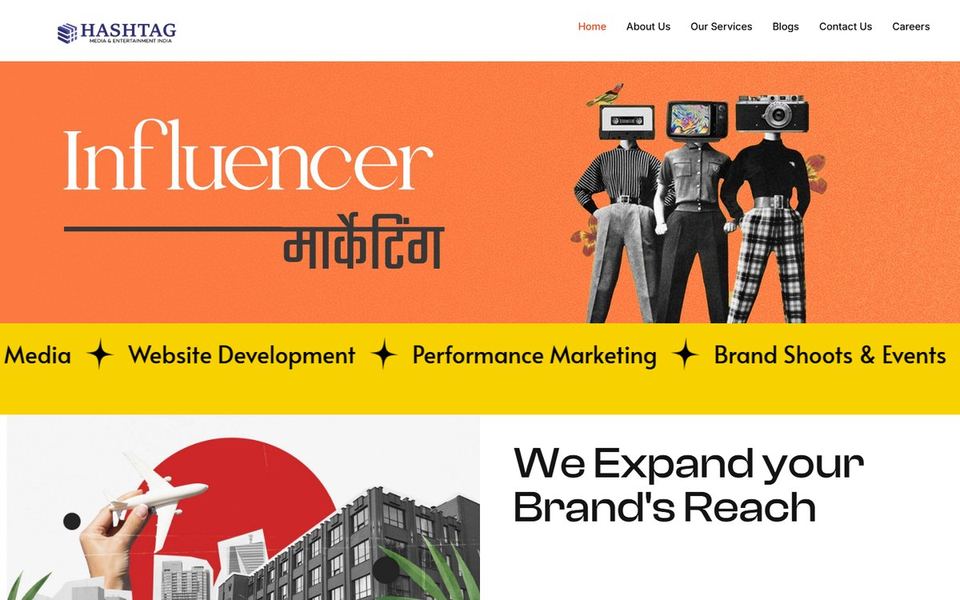 HASHTAG
MEDIA & ENTERTAINMENT INDIA
Home About Us Our Services Blogs Contact Us Careers
Influencer
मार्केटिंग
Media Website Development Performance Marketing Brand Shoots & Events
We Expand your
Brand's Reach